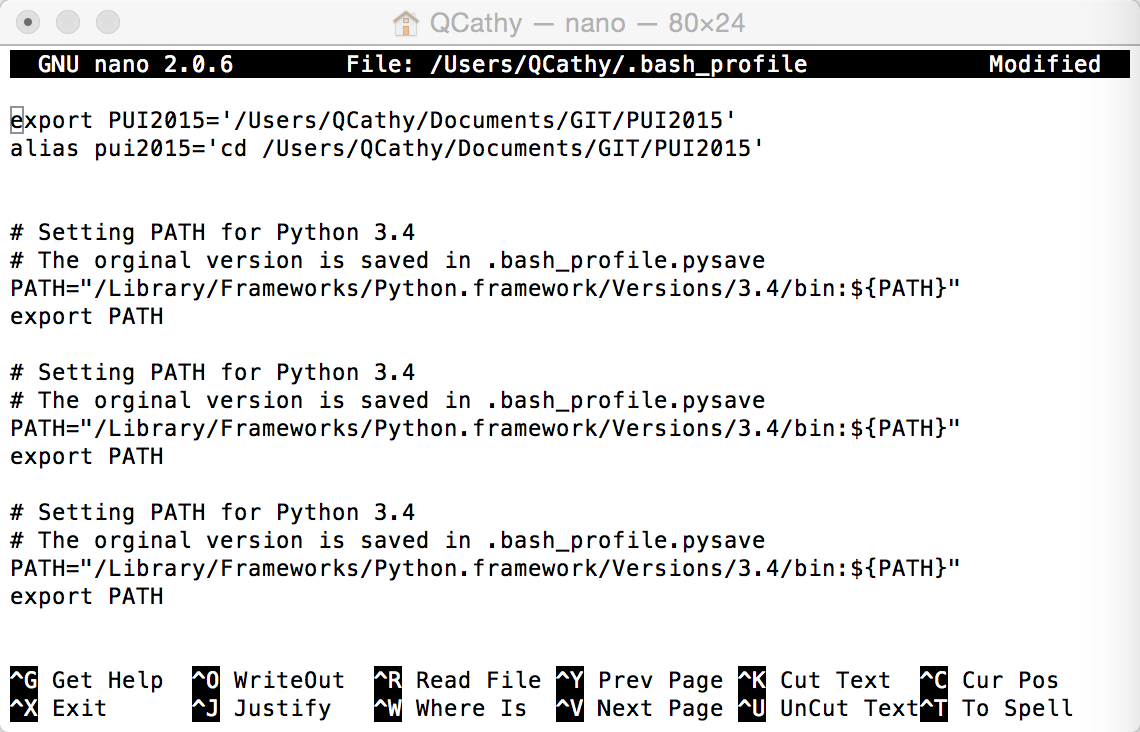 QCathy — nano — 80×24
GNU nano 2.0.6 File: /Users/QCathy/.bash_profile Modified
export PUI2015='/Users/QCathy/Documents/GIT/PUI2015'
alias pui2015='cd /Users/QCathy/Documents/GIT/PUI2015'
# Setting PATH for Python 3.4
# The orginal version is saved in .bash_profile.pysave
PATH="/Library/Frameworks/Python.framework/Versions/3.4/bin:${PATH}"
export PATH
# Setting PATH for Python 3.4
# The orginal version is saved in .bash_profile.pysave
PATH="/Library/Frameworks/Python.framework/Versions/3.4/bin:${PATH}"
export PATH
# Setting PATH for Python 3.4
# The orginal version is saved in .bash_profile.pysave
PATH="/Library/Frameworks/Python.framework/Versions/3.4/bin:${PATH}"
export PATH
^G Get Help ^O WriteOut ^R Read File ^Y Prev Page ^K Cut Text ^C Cur Pos
^X Exit ^J Justify ^W Where Is ^V Next Page ^U UnCut Text ^T To Spell